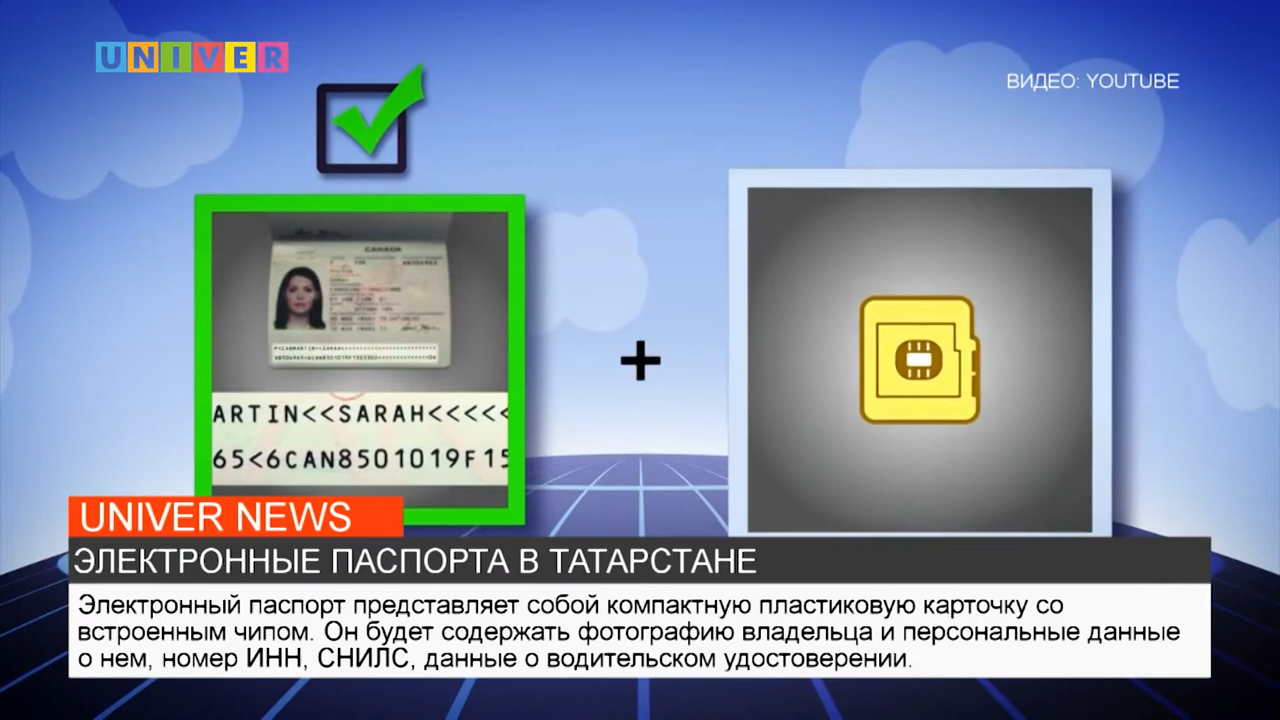 UNIVER
ВИДЕО: YOUTUBE
CANADA
ARTIN<<SARAH<<<<<
65<6CAN8501019F15
+
UNIVER NEWS
ЭЛЕКТРОННЫЕ ПАСПОРТА В ТАТАРСТАНЕ
Электронный паспорт представляет собой компактную пластиковую карточку со
встроенным чипом. Он будет содержать фотографию владельца и персональные данные
о нем, номер ИНН, СНИЛС, данные о водительском удостоверении.